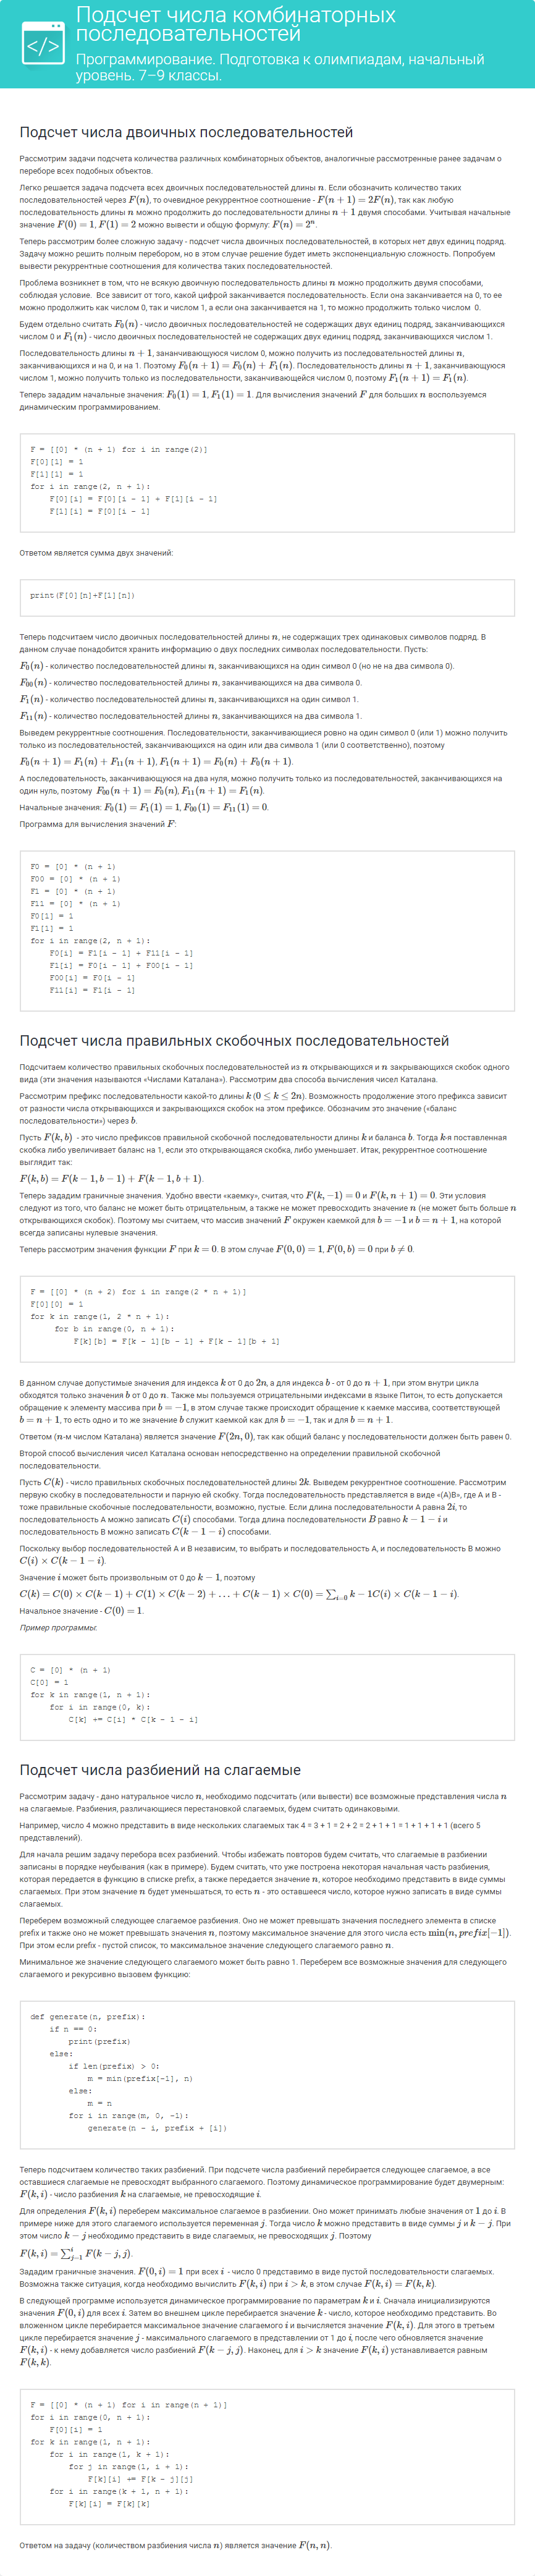 Подсчет числа комбинаторных
последовательностей
Программирование. Подготовка к олимпиадам, начальный
уровень. 7–9 классы.
Подсчет числа двоичных последовательностей
Рассмотрим задачи подсчета количества различных комбинаторных объектов, аналогичные рассмотренные ранее задачам о
переборе всех подобных объектов.
Легко решается задача подсчета всех двоичных последовательностей длины n. Если обозначить количество таких
последовательностей через F(n), то очевидное рекуррентное соотношение - F(n + 1) = 2F(n), так как любую
последовательность длины n можно продолжить до последовательности длины n + 1 двумя способами. Учитывая начальные
значение F(0) = 1, F(1) = 2 можно вывести и общую формулу: F(n) = 2ⁿ.
Теперь рассмотрим более сложную задачу - подсчет числа двоичных последовательностей, в которых нет двух единиц подряд.
Задачу можно решить полным перебором, но в этом случае решение будет иметь экспоненциальную сложность. Попробуем
вывести рекуррентные соотношения для количества таких последовательностей.
Проблема возникнет в том, что не всякую двоичную последовательность длины n можно продолжить двумя способами,
соблюдая условие. Все зависит от того, какой цифрой заканчивается последовательность. Если она заканчивается на 0, то ее
можно продолжить как числом 0, так и числом 1, а если она заканчивается на 1, то можно продолжить только числом 0.
Будем отдельно считать F₀(n) - число двоичных последовательностей не содержащих двух единиц подряд, заканчивающихся
числом 0 и F₁(n) - число двоичных последовательностей не содержащих двух единиц подряд, заканчивающихся числом 1.
Последовательность длины n + 1, зананчивающуюся числом 0, можно получить из последовательностей длины n,
заканчивающихся и на 0, и на 1. Поэтому F₀(n + 1) = F₀(n) + F₁(n). Последовательность длины n + 1, заканчивающуюся
числом 1, можно получить только из последовательности, заканчивающейся числом 0, поэтому F₁(n + 1) = F₁(n).
Теперь зададим начальные значения: F₀(1) = 1, F₁(1) = 1. Для вычисления значений F для больших n воспользуемся
динамическим программированием.
F = [[0] * (n + 1) for i in range(2)]
F[0][1] = 1
F[1][1] = 1
for i in range(2, n + 1):
    F[0][i] = F[0][i - 1] + F[1][i - 1]
    F[1][i] = F[0][i - 1]
Ответом является сумма двух значений:
print(F[0][n]+F[1][n])
Теперь подсчитаем число двоичных последовательностей длины n, не содержащих трех одинаковых символов подряд. В
данном случае понадобится хранить информацию о двух последних символах последовательности. Пусть:
F₀(n) - количество последовательностей длины n, заканчивающихся на один символ 0 (но не на два символа 0).
F₀₀(n) - количество последовательностей длины n, заканчивающихся на два символа 0.
F₁(n) - количество последовательностей длины n, заканчивающихся на один символ 1.
F₁₁(n) - количество последовательностей длины n, заканчивающихся на два символа 1.
Выведем рекуррентные соотношения. Последовательности, заканчивающиеся ровно на один символ 0 (или 1) можно получить
только из последовательностей, заканчивающихся на один или два символа 1 (или 0 соответственно), поэтому
F₀(n + 1) = F₁(n) + F₁₁(n + 1), F₁(n + 1) = F₀(n) + F₀(n + 1).
А последовательность, заканчивающуюся на два нуля, можно получить только из последовательностей, заканчивающихся на
один нуль, поэтому F₀₀(n + 1) = F₀(n), F₁₁(n + 1) = F₁(n).
Начальные значения: F₀(1) = F₁(1) = 1, F₀₀(1) = F₁₁(1) = 0.
Программа для вычисления значений F:
F0 = [0] * (n + 1)
F00 = [0] * (n + 1)
F1 = [0] * (n + 1)
F11 = [0] * (n + 1)
F0[1] = 1
F1[1] = 1
for i in range(2, n + 1):
    F0[i] = F1[i - 1] + F11[i - 1]
    F1[i] = F0[i - 1] + F00[i - 1]
    F00[i] = F0[i - 1]
    F11[i] = F1[i - 1]
Подсчет числа правильных скобочных последовательностей
Подсчитаем количество правильных скобочных последовательностей из n открывающихся и n закрывающихся скобок одного
вида (эти значения называются «Числами Каталана»). Рассмотрим два способа вычисления чисел Каталана.
Рассмотрим префикс последовательности какой-то длины k (0 ≤ k ≤ 2n). Возможность продолжение этого префикса зависит
от разности числа открывающихся и закрывающихся скобок на этом префиксе. Обозначим это значение («баланс
последовательности») через b.
Пусть F(k, b) - это число префиксов правильной скобочной последовательности длины k и баланса b. Тогда k-я поставленная
скобка либо увеличивает баланс на 1, если это открывающаяся скобка, либо уменьшает. Итак, рекуррентное соотношение
выглядит так:
F(k, b) = F(k − 1, b − 1) + F(k − 1, b + 1).
Теперь зададим граничные значения. Удобно ввести «каемку», считая, что F(k, −1) = 0 и F(k, n + 1) = 0. Эти условия
следуют из того, что баланс не может быть отрицательным, а также не может превосходить значение n (не может быть больше n
открывающихся скобок). Поэтому мы считаем, что массив значений F окружен каемкой для b = −1 и b = n + 1, на которой
всегда записаны нулевые значения.
Теперь рассмотрим значения функции F при k = 0. В этом случае F(0, 0) = 1, F(0, b) = 0 при b ≠ 0.
F = [[0] * (n + 2) for i in range(2 * n + 1)]
F[0][0] = 1
for k in range(1, 2 * n + 1):
     for b in range(0, n + 1):
         F[k][b] = F[k - 1][b - 1] + F[k - 1][b + 1]
В данном случае допустимые значения для индекса k от 0 до 2n, а для индекса b - от 0 до n + 1, при этом внутри цикла
обходятся только значения b от 0 до n. Также мы пользуемся отрицательными индексами в языке Питон, то есть допускается
обращение к элементу массива при b = −1, в этом случае также происходит обращение к каемке массива, соответствующей
b = n + 1, то есть одно и то же значение b служит каемкой как для b = −1, так и для b = n + 1.
Ответом (n-м числом Каталана) является значение F(2n, 0), так как общий баланс у последовательности должен быть равен 0.
Второй способ вычисления чисел Каталана основан непосредственно на определении правильной скобочной
последовательности.
Пусть C(k) - число правильных скобочных последовательностей длины 2k. Выведем рекуррентное соотношение. Рассмотрим
первую скобку в последовательности и парную ей скобку. Тогда последовательность представляется в виде «(A)B», где A и B -
тоже правильные скобочные последовательности, возможно, пустые. Если длина последовательности A равна 2i, то
последовательность A можно записать C(i) способами. Тогда длина последовательности B равно k − 1 − i и
последовательность B можно записать C(k − 1 − i) способами.
Поскольку выбор последовательностей A и B независим, то выбрать и последовательность A, и последовательность B можно
C(i) × C(k − 1 − i).
Значение i может быть произвольным от 0 до k − 1, поэтому
C(k) = C(0) × C(k − 1) + C(1) × C(k − 2) + … + C(k − 1) × C(0) = ∑ᵢ₌₀ k − 1C(i) × C(k − 1 − i).
Начальное значение - C(0) = 1.
Пример программы:
C = [0] * (n + 1)
C[0] = 1
for k in range(1, n + 1):
    for i in range(0, k):
        C[k] += C[i] * C[k - 1 - i]
Подсчет числа разбиений на слагаемые
Рассмотрим задачу - дано натуральное число n, необходимо подсчитать (или вывести) все возможные представления числа n
на слагаемые. Разбиения, различающиеся перестановкой слагаемых, будем считать одинаковыми.
Например, число 4 можно представить в виде нескольких слагаемых так 4 = 3 + 1 = 2 + 2 = 2 + 1 + 1 = 1 + 1 + 1 + 1 (всего 5
представлений).
Для начала решим задачу перебора всех разбиений. Чтобы избежать повторов будем считать, что слагаемые в разбиении
записаны в порядке неубывания (как в примере). Будем считать, что уже построена некоторая начальная часть разбиения,
которая передается в функцию в списке prefix, а также передается значение n, которое необходимо представить в виде суммы
слагаемых. При этом значение n будет уменьшаться, то есть n - это оставшееся число, которое нужно записать в виде суммы
слагаемых.
Переберем возможный следующее слагаемое разбиения. Оно не может превышать значения последнего элемента в списке
prefix и также оно не может превышать значения n, поэтому максимальное значение для этого числа есть min(n, prefix[−1]).
При этом если prefix - пустой список, то максимальное значение следующего слагаемого равно n.
Минимальное же значение следующего слагаемого может быть равно 1. Переберем все возможные значения для следующего
слагаемого и рекурсивно вызовем функцию:
def generate(n, prefix):
    if n == 0:
        print(prefix)
    else:
        if len(prefix) > 0:
            m = min(prefix[-1], n)
        else:
            m = n
        for i in range(m, 0, -1):
            generate(n - i, prefix + [i])
Теперь подсчитаем количество таких разбиений. При подсчете числа разбиений перебирается следующее слагаемое, а все
оставшиеся слагаемые не превосходят выбранного слагаемого. Поэтому динамическое программирование будет двумерным:
F(k, i) - число разбиения k на слагаемые, не превосходящие i.
Для определения F(k, i) переберем максимальное слагаемое в разбиении. Оно может принимать любые значения от 1 до i. В
примере ниже для этого слагаемого используется переменная j. Тогда число k можно представить в виде суммы j и k − j. При
этом число k − j необходимо представить в виде слагаемых, не превосходящих j. Поэтому
F(k, i) = ∑ⁱⱼ₌₁ F(k − j, j).
Зададим граничные значения. F(0, i) = 1 при всех i - число 0 представимо в виде пустой последовательности слагаемых.
Возможна также ситуация, когда необходимо вычислить F(k, i) при i > k, в этом случае F(k, i) = F(k, k).
В следующей программе используется динамическое программирование по параметрам k и i. Сначала инициализируются
значения F(0, i) для всех i. Затем во внешнем цикле перебирается значение k - число, которое необходимо представить. Во
вложенном цикле перебирается максимальное значение слагаемого i и вычисляется значение F(k, i). Для этого в третьем
цикле перебирается значение j - максимального слагаемого в представлении от 1 до i, после чего обновляется значение
F(k, i) - к нему добавляется число разбиений F(k − j, j). Наконец, для i > k значение F(k, i) устанавливается равным
F(k, k).
F = [[0] * (n + 1) for i in range(n + 1)]
for i in range(0, n + 1):
    F[0][i] = 1
for k in range(1, n + 1):
    for i in range(1, k + 1):
        for j in range(1, i + 1):
            F[k][i] += F[k - j][j]
    for i in range(k + 1, n + 1):
        F[k][i] = F[k][k]
Ответом на задачу (количеством разбиения числа n) является значение F(n, n).